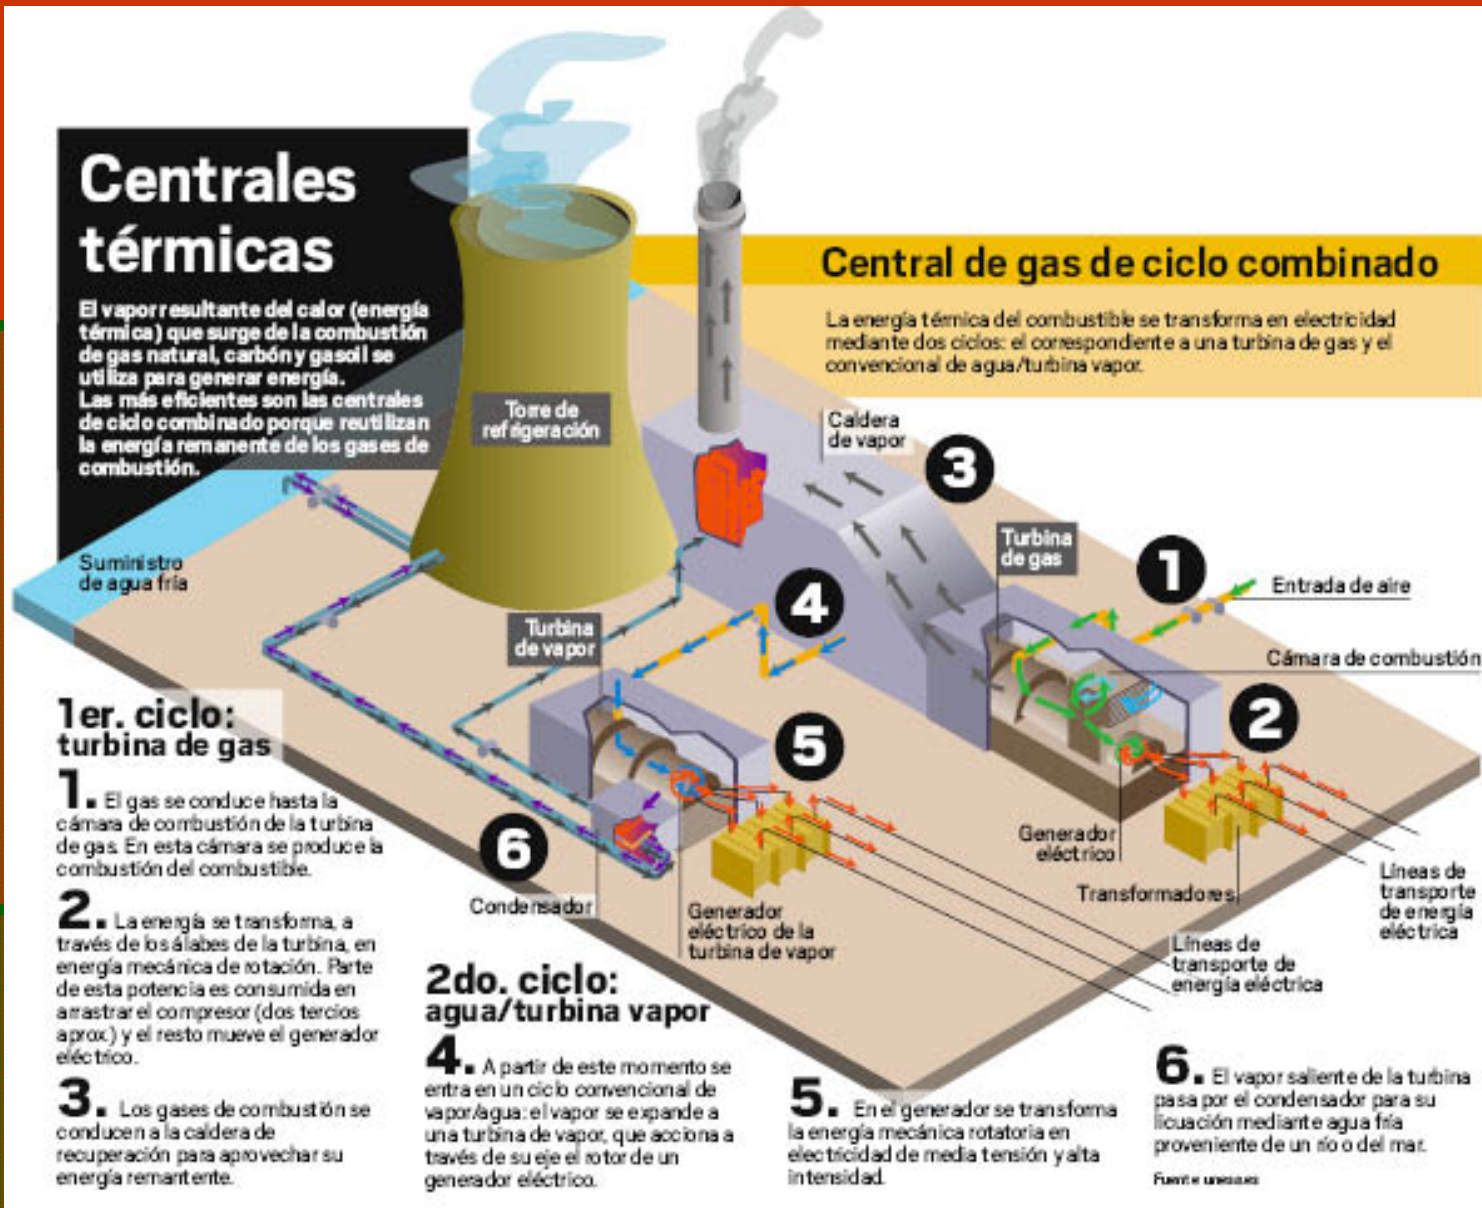 Centrales
térmicas
El vapor resultante del calor (energía
térmica) que surge de la combustión
de gas natural, carbón y gasoil se
utiliza para generar energía.
Las más eficientes son las centrales
de ciclo combinado porque reutilizan
la energía remanente de los gases de
combustión.
Central de gas de ciclo combinado
La energía térmica del combustible se transforma en electricidad
mediante dos ciclos: el correspondiente a una turbina de gas y el
convencional de agua/turbina vapor.
Torre de
refrigeración
Caldera
de vapor
3
Turbina
de gas
1
Entrada de aire
Suministro
de agua fría
4
Turbina
de vapor
Cámara de combustión
2
5
6
Generador
eléctrico
Transformadores
Líneas de
transporte
de energía
eléctrica
Condensador
Generador
eléctrico de la
turbina de vapor
Líneas de
transporte de
energía eléctrica
1er. ciclo:
turbina de gas
1. El gas se conduce hasta la
cámara de combustión de la turbina
de gas. En esta cámara se produce la
combustión del combustible.
2. La energía se transforma, a
través de los álabes de la turbina, en
energía mecánica de rotación. Parte
de esta potencia es consumida en
arrastrar el compresor (dos tercios
aprox.) y el resto mueve el generador
eléctrico.
3. Los gases de combustión se
conducen a la caldera de
recuperación para aprovechar su
energía remantente.
2do. ciclo:
agua/turbina vapor
4. A partir de este momento se
entra en un ciclo convencional de
vapor/agua: el vapor se expande a
una turbina de vapor, que acciona a
través de su eje el rotor de un
generador eléctrico.
5. En el generador se transforma
la energía mecánica rotatoria en
electricidad de media tensión y alta
intensidad.
6. El vapor saliente de la turbina
pasa por el condensador para su
licuación mediante agua fría
proveniente de un río o del mar.
Fuente